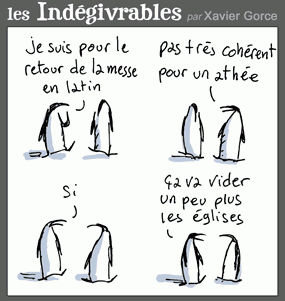 les Indégivrables par Xavier Gorce
je suis pour le
retour de la messe
en latin
pas très cohérent
pour un athée
Si
ça va vider
un peu plus
les églises